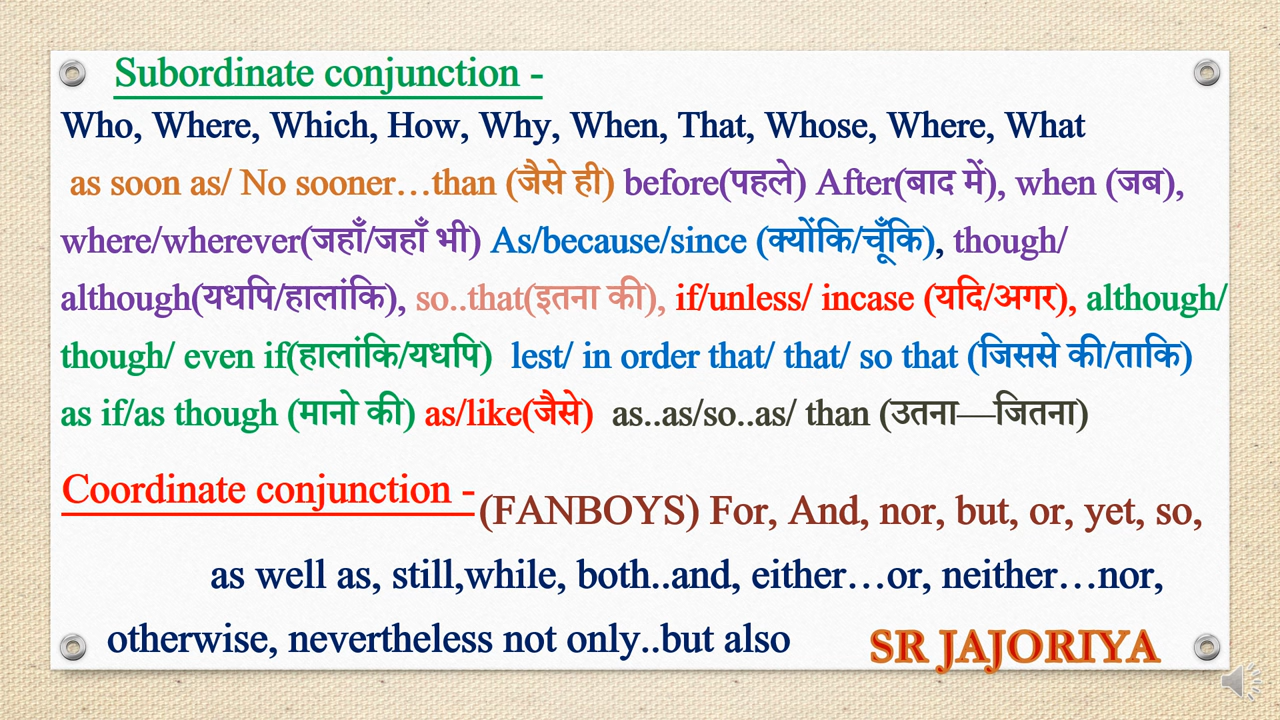 Subordinate conjunction -
Who, Where, Which, How, Why, When, That, Whose, Where, What
as soon as/ No sooner…than (जैसे ही) before(पहले) After(बाद में), when (जब),
where/wherever(जहाँ/जहाँ भी) As/because/since (क्योंकि/चूँकि), though/
although(यधपि/हालांकि), so..that(इतना की), if/unless/ incase (यदि/अगर), although/
though/ even if(हालांकि/यधपि) lest/ in order that/ that/ so that (जिससे की/ताकि)
as if/as though (मानो की) as/like(जैसे) as..as/so..as/ than (उतना—जितना)
Coordinate conjunction -
(FANBOYS) For, And, nor, but, or, yet, so,
as well as, still,while, both..and, either…or, neither…nor,
otherwise, nevertheless not only..but also
SR JAJORIYA